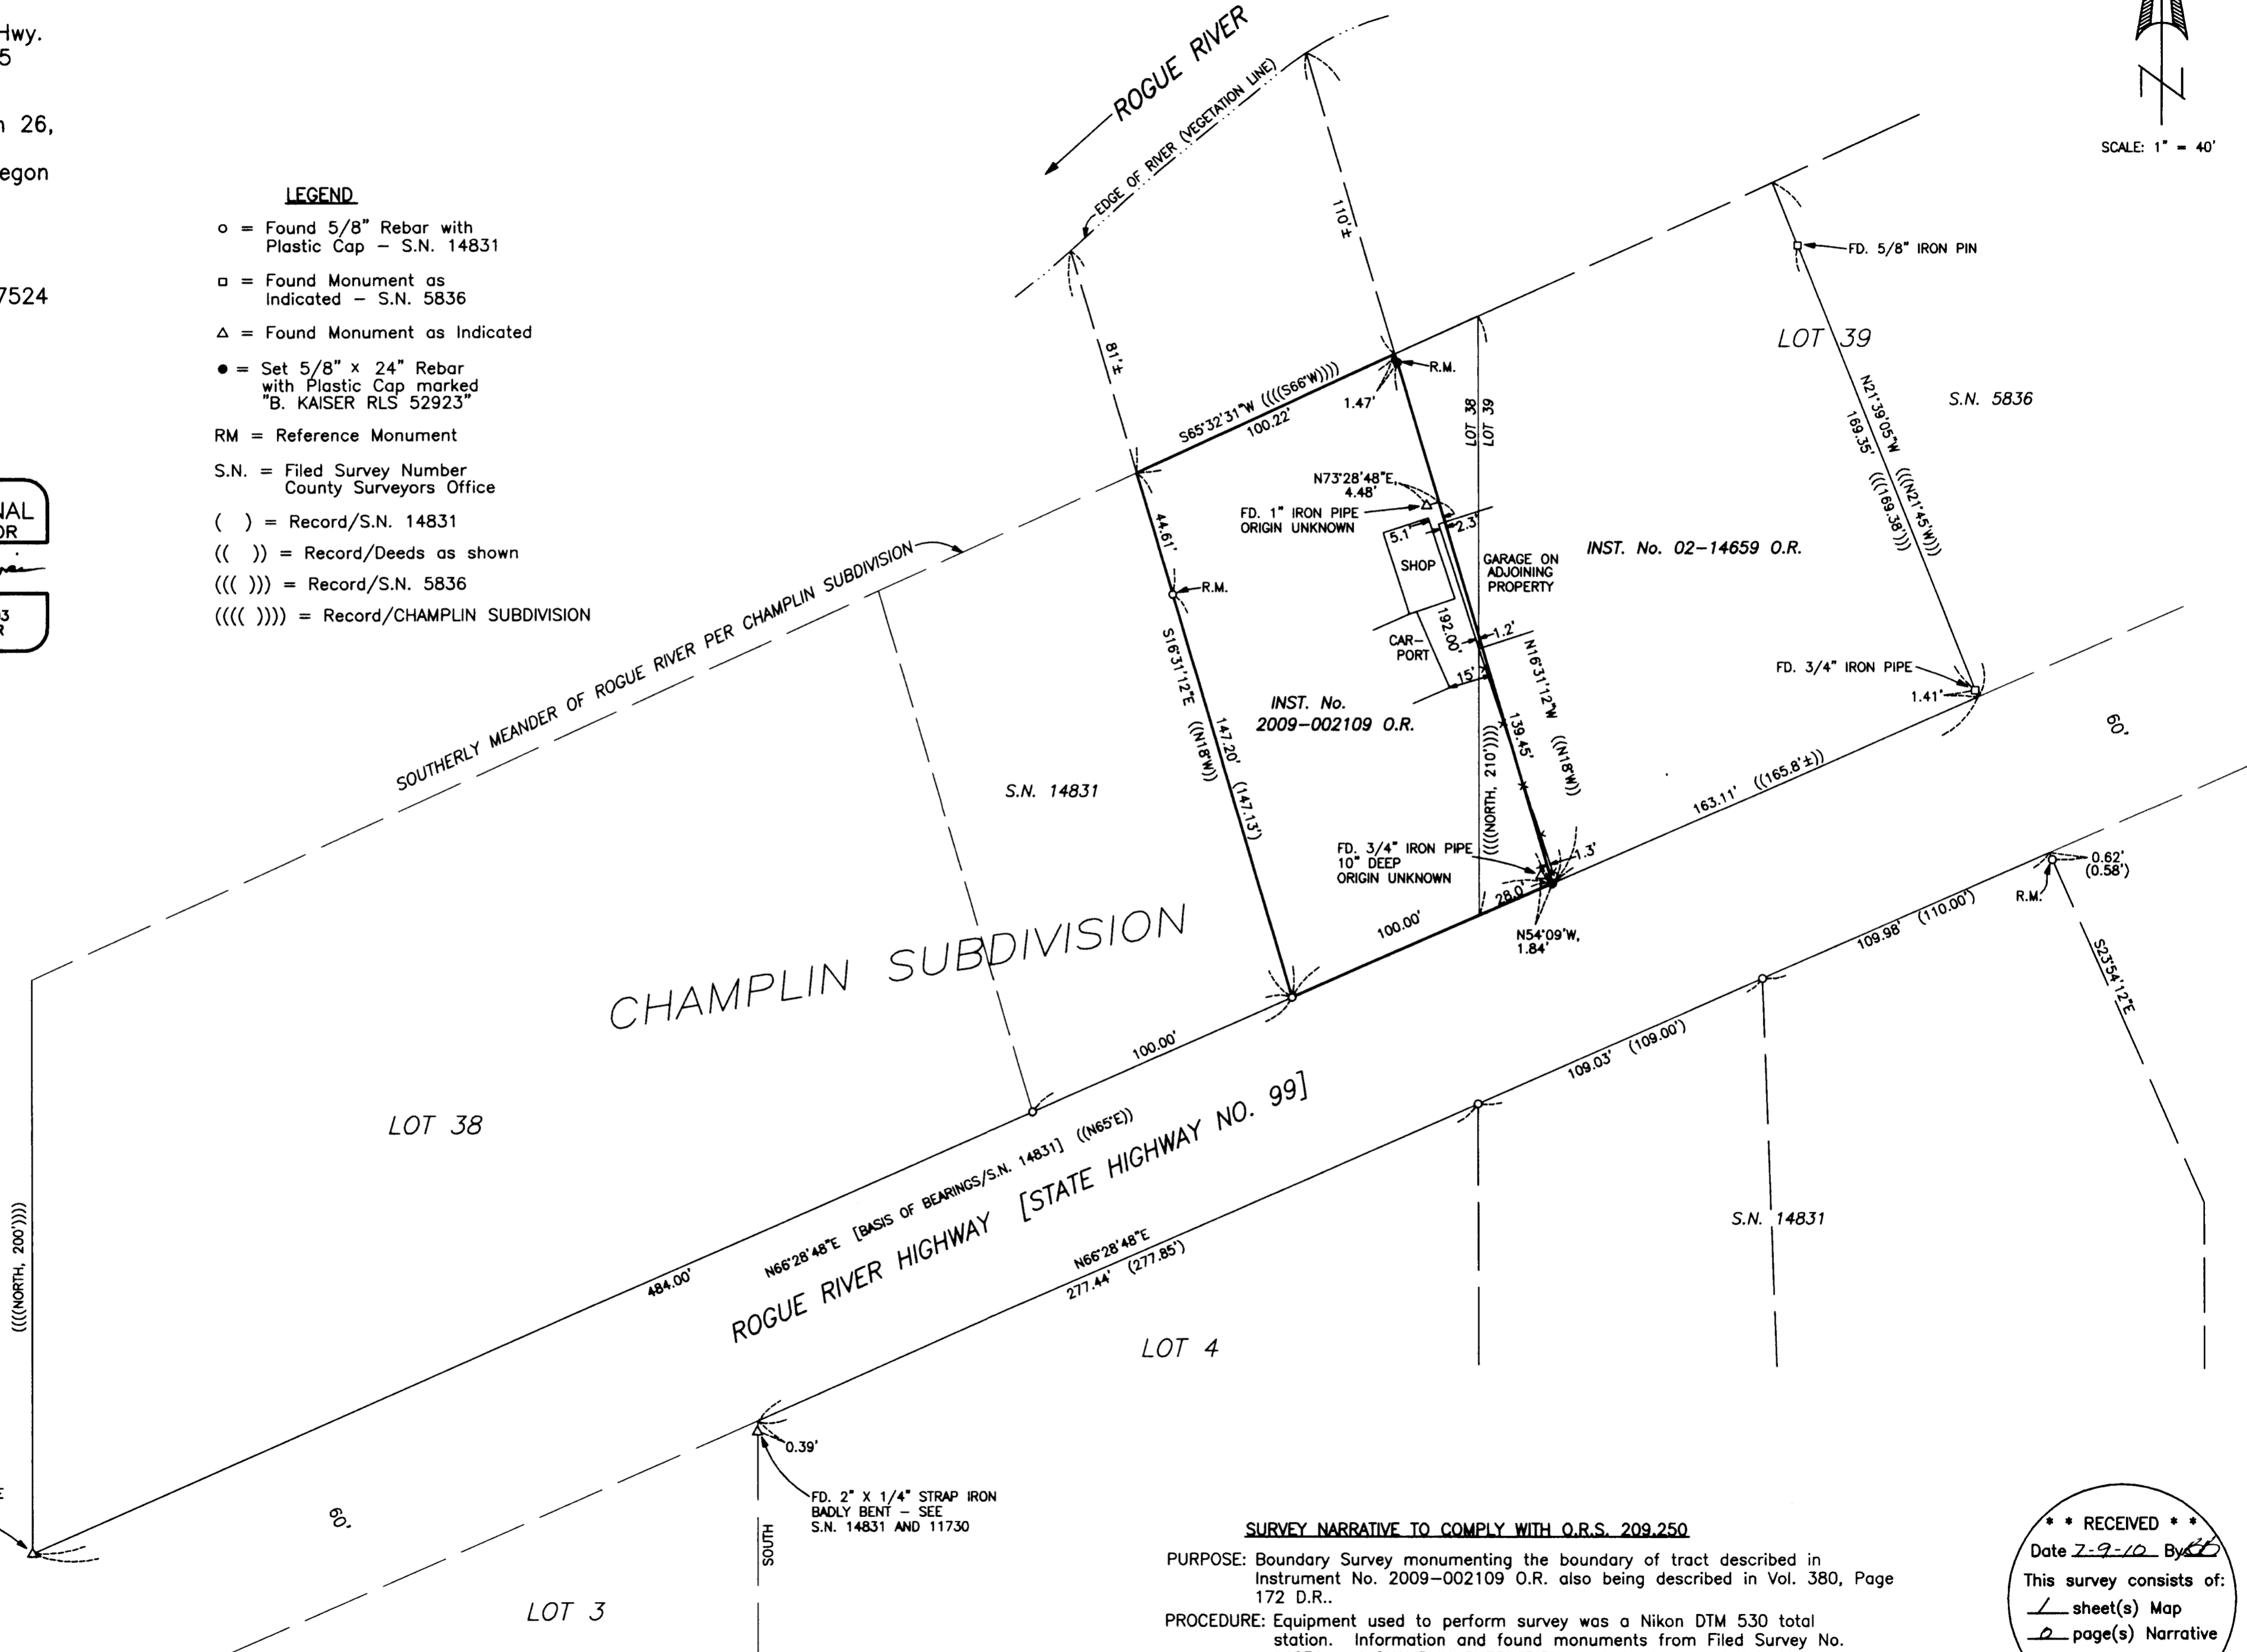 Hwy.
5
26,
egon
7524
NAL
OR
3
R
LEGEND
○ = Found 5/8" Rebar with
Plastic Cap – S.N. 14831
□ = Found Monument as
Indicated – S.N. 5836
△ = Found Monument as Indicated
● = Set 5/8" x 24" Rebar
with Plastic Cap marked
"B. KAISER RLS 52923"
RM = Reference Monument
S.N. = Filed Survey Number
County Surveyors Office
( ) = Record/S.N. 14831
(( )) = Record/Deeds as shown
((( ))) = Record/S.N. 5836
(((( )))) = Record/CHAMPLIN SUBDIVISION
ROGUE RIVER
EDGE OF RIVER (VEGETATION LINE)
N
SCALE: 1" = 40'
110'±
81'±
FD. 5/8" IRON PIN
LOT 39
R.M.
S65°32'31"W ((((S66°W))))
100.22'
1.47'
LOT 38
LOT 39
N21°39'05"W (((N21°45'W)))
169.35' (((169.38')))
S.N. 5836
N73°28'48"E,
4.48'
FD. 1" IRON PIPE
ORIGIN UNKNOWN
5.1'
2.3'
SHOP
GARAGE ON
ADJOINING
PROPERTY
INST. No. 02-14659 O.R.
44.61'
R.M.
SOUTHERLY MEANDER OF ROGUE RIVER PER CHAMPLIN SUBDIVISION
192.00'
CAR-
PORT
1.2'
15'
N16°31'12"W ((N18°W))
139.45'
S16°31'12"E ((N18°W))
147.20' (147.13')
INST. No.
2009-002109 O.R.
FD. 3/4" IRON PIPE
1.41'
60'
((((NORTH, 210'))))
163.11' ((165.8'±))
S.N. 14831
FD. 3/4" IRON PIPE
10" DEEP
ORIGIN UNKNOWN
1.3'
28.0'
N54°09'W,
1.84'
100.00'
0.62'
(0.58')
R.M.
109.98' (110.00')
S23°54'12"E
CHAMPLIN SUBDIVISION
100.00'
109.03' (109.00')
LOT 38
N66°28'48"E [BASIS OF BEARINGS/S.N. 14831] ((N65°E))
484.00'
ROGUE RIVER HIGHWAY [STATE HIGHWAY NO. 99]
N66°28'48"E
277.44' (277.85')
S.N. 14831
((((NORTH, 200'))))
LOT 4
0.39'
FD. 2" X 1/4" STRAP IRON
BADLY BENT – SEE
S.N. 14831 AND 11730
60'
SOUTH
LOT 3
SURVEY NARRATIVE TO COMPLY WITH O.R.S. 209.250
PURPOSE: Boundary Survey monumenting the boundary of tract described in
Instrument No. 2009-002109 O.R. also being described in Vol. 380, Page
172 D.R..
PROCEDURE: Equipment used to perform survey was a Nikon DTM 530 total
station. Information and found monuments from Filed Survey No.
* * RECEIVED * *
Date 7-9-10 By
This survey consists of:
1 sheet(s) Map
0 page(s) Narrative